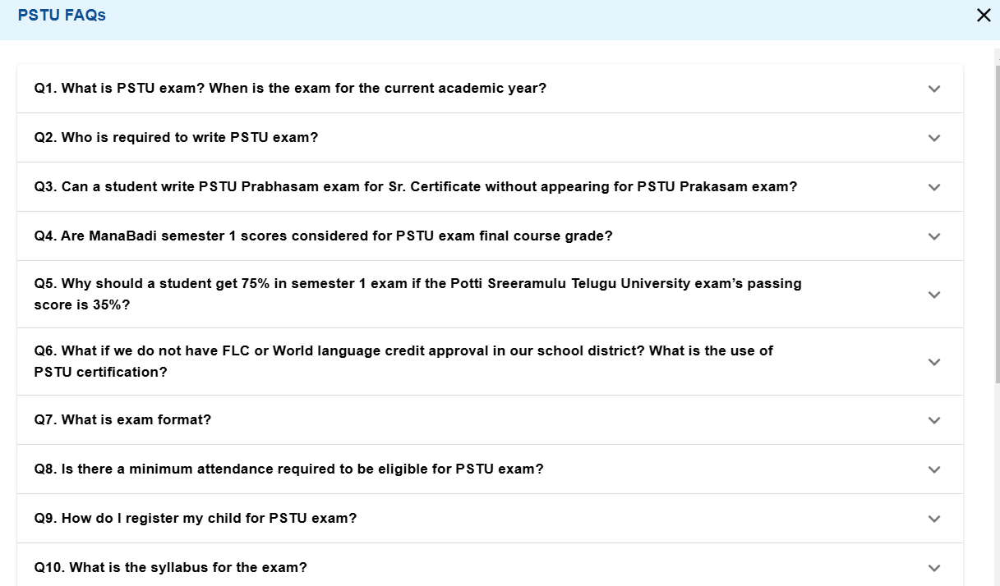 PSTU FAQs
Q1. What is PSTU exam? When is the exam for the current academic year?
Q2. Who is required to write PSTU exam?
Q3. Can a student write PSTU Prabhasam exam for Sr. Certificate without appearing for PSTU Prakasam exam?
Q4. Are ManaBadi semester 1 scores considered for PSTU exam final course grade?
Q5. Why should a student get 75% in semester 1 exam if the Potti Sreeramulu Telugu University exam’s passing
score is 35%?
Q6. What if we do not have FLC or World language credit approval in our school district? What is the use of
PSTU certification?
Q7. What is exam format?
Q8. Is there a minimum attendance required to be eligible for PSTU exam?
Q9. How do I register my child for PSTU exam?
Q10. What is the syllabus for the exam?